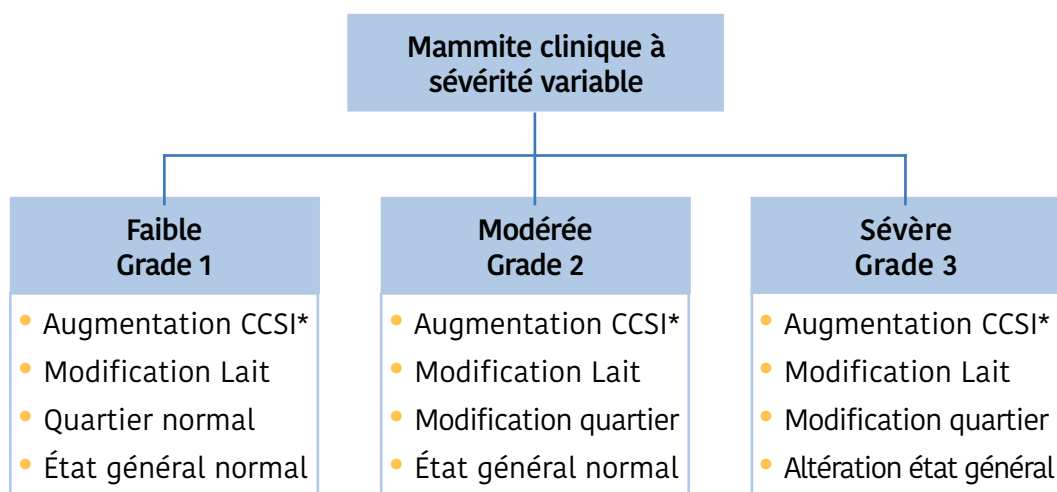 Mammite clinique à
sévérité variable
Faible
Grade 1
• Augmentation CCSI*
• Modification Lait
• Quartier normal
• État général normal
Modérée
Grade 2
• Augmentation CCSI*
• Modification Lait
• Modification quartier
• État général normal
Sévère
Grade 3
• Augmentation CCSI*
• Modification Lait
• Modification quartier
• Altération état général